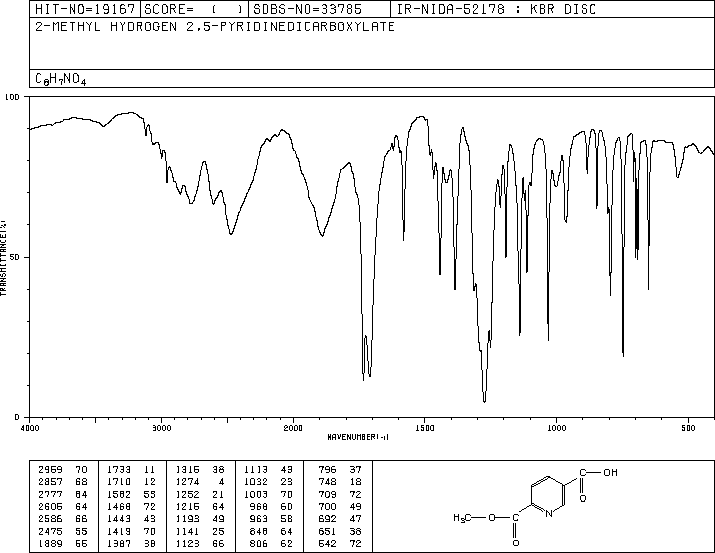 HIT-NO=19167 SCORE= ( ) SDBS-NO=33785 IR-NIDA-52178 : KBR DISC
2-METHYL HYDROGEN 2,5-PYRIDINEDICARBOXYLATE
C8H7NO4
100
50
0
TRANSMITTANCE(%)
4000 3000 2000 1500 1000 500
WAVENUMBER(-1)
2959 70 1733 11 1316 38 1113 43 796 37
2857 68 1710 12 1274 4 1032 23 748 18
2777 64 1582 53 1252 21 1003 70 709 72
2605 64 1468 72 1215 64 968 60 700 49
2586 66 1443 43 1193 49 963 58 692 47
2475 55 1419 70 1141 25 848 64 651 38
1889 55 1387 38 1123 66 806 62 542 72
C OH
O
H3C O C N
O